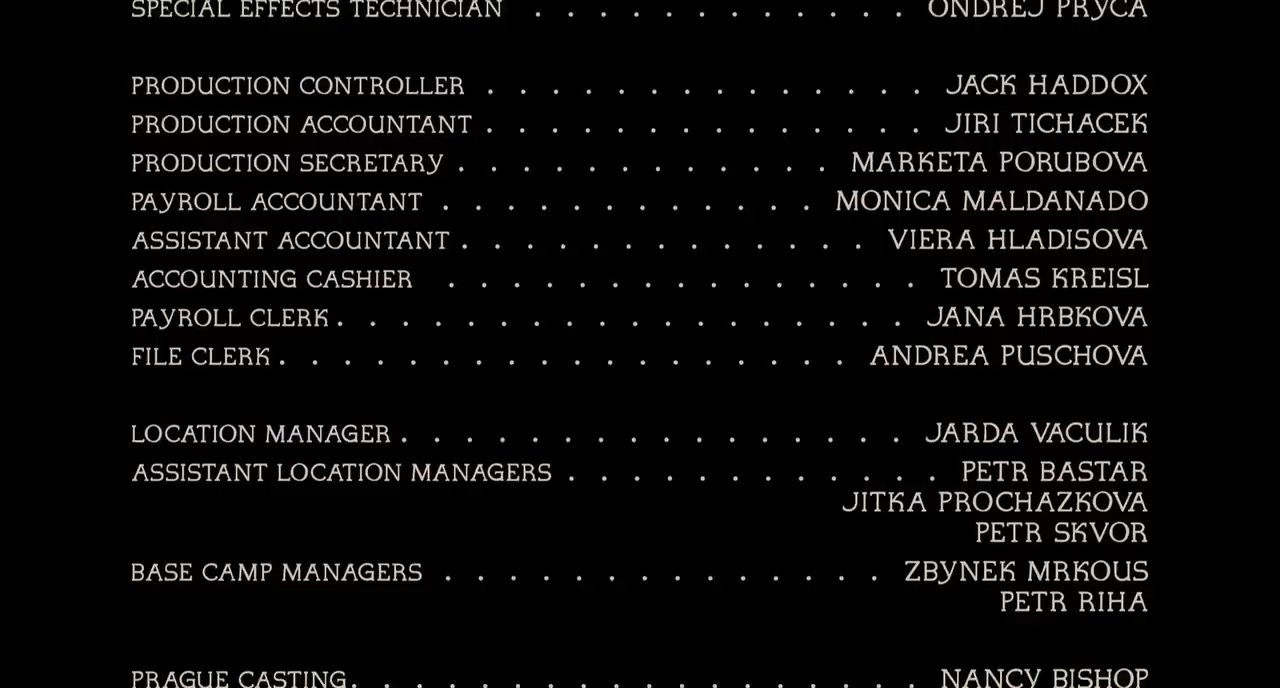 SPECIAL EFFECTS TECHNICIAN . . . . . . . . . . . . ONDREJ PRYCA
PRODUCTION CONTROLLER . . . . . . . . . . . . . . JACK HADDOX
PRODUCTION ACCOUNTANT . . . . . . . . . . . . . . JIRI TICHACEK
PRODUCTION SECRETARY . . . . . . . . . . . . MARKETA PORUBOVA
PAYROLL ACCOUNTANT . . . . . . . . . . . . MONICA MALDANADO
ASSISTANT ACCOUNTANT . . . . . . . . . . . . . VIERA HLADISOVA
ACCOUNTING CASHIER . . . . . . . . . . . . . . . TOMAS KREISL
PAYROLL CLERK . . . . . . . . . . . . . . . . . . JANA HRBKOVA
FILE CLERK . . . . . . . . . . . . . . . . . . ANDREA PUSCHOVA
LOCATION MANAGER . . . . . . . . . . . . . . . . JARDA VACULIK
ASSISTANT LOCATION MANAGERS . . . . . . . . . . . . PETR BASTAR
JITKA PROCHAZKOVA
PETR SKVOR
BASE CAMP MANAGERS . . . . . . . . . . . . . . ZBYNEK MRKOUS
PETR RIHA
PRAGUE CASTING . . . . . . . . . . . . . . . . . . NANCY BISHOP